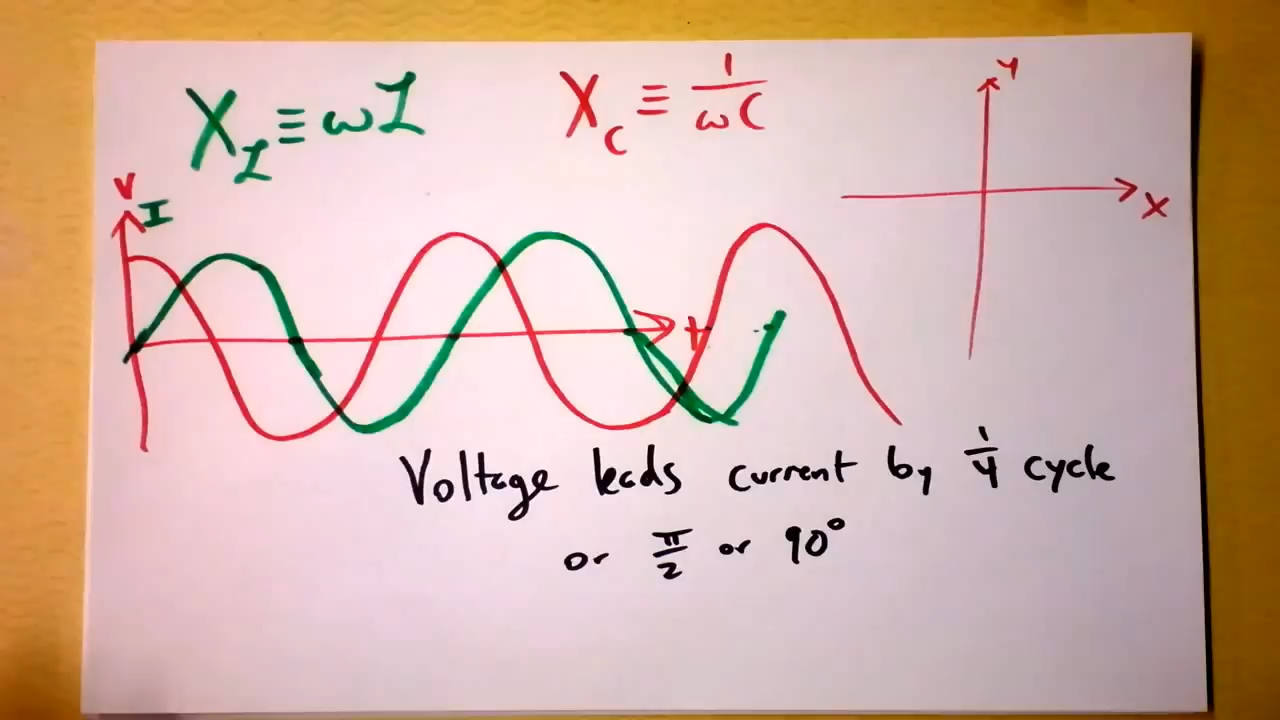 X_L ≡ ωL
X_C ≡ 1/ωC
y
x
V
I
t
Voltage leads current by 1/4 cycle
or π/2 or 90°